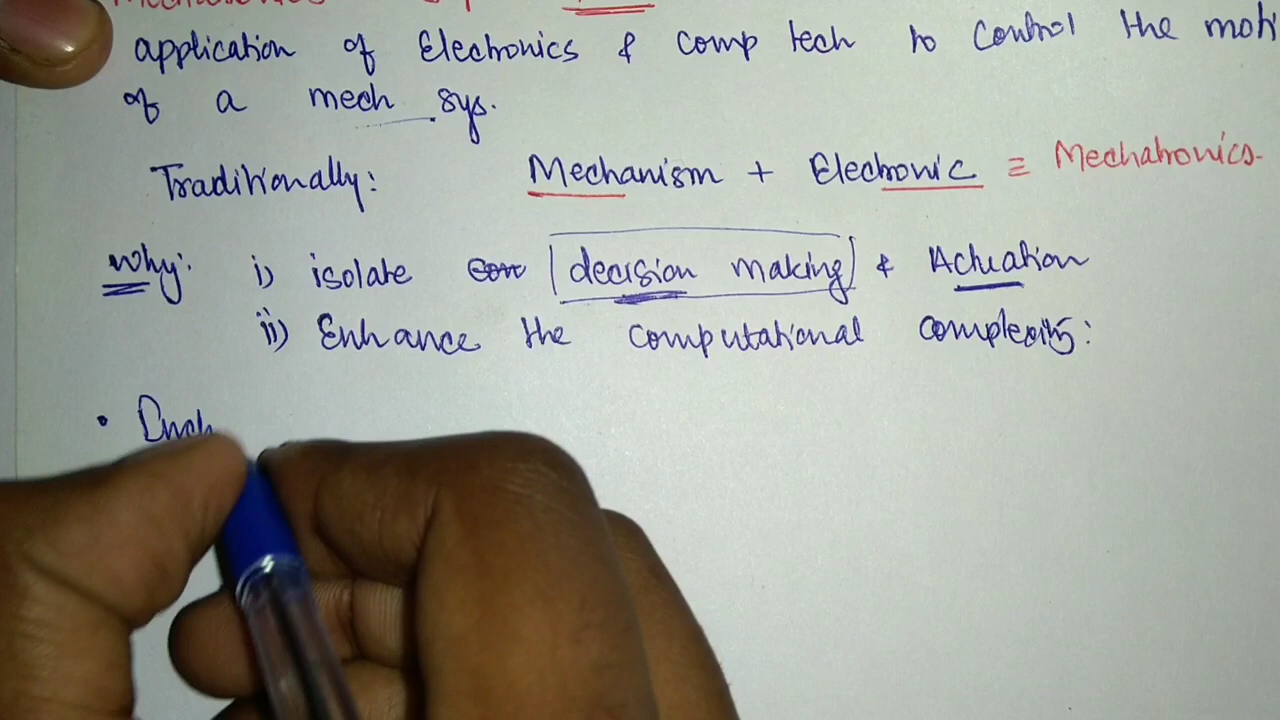 application of Electronics & comp tech to control the moti
of a mech sys.
Traditionally: Mechanism + Electronic ≡ Mechatronics.
Why: i) isolate decision making & Actuation
ii) Enhance the computational complexity: